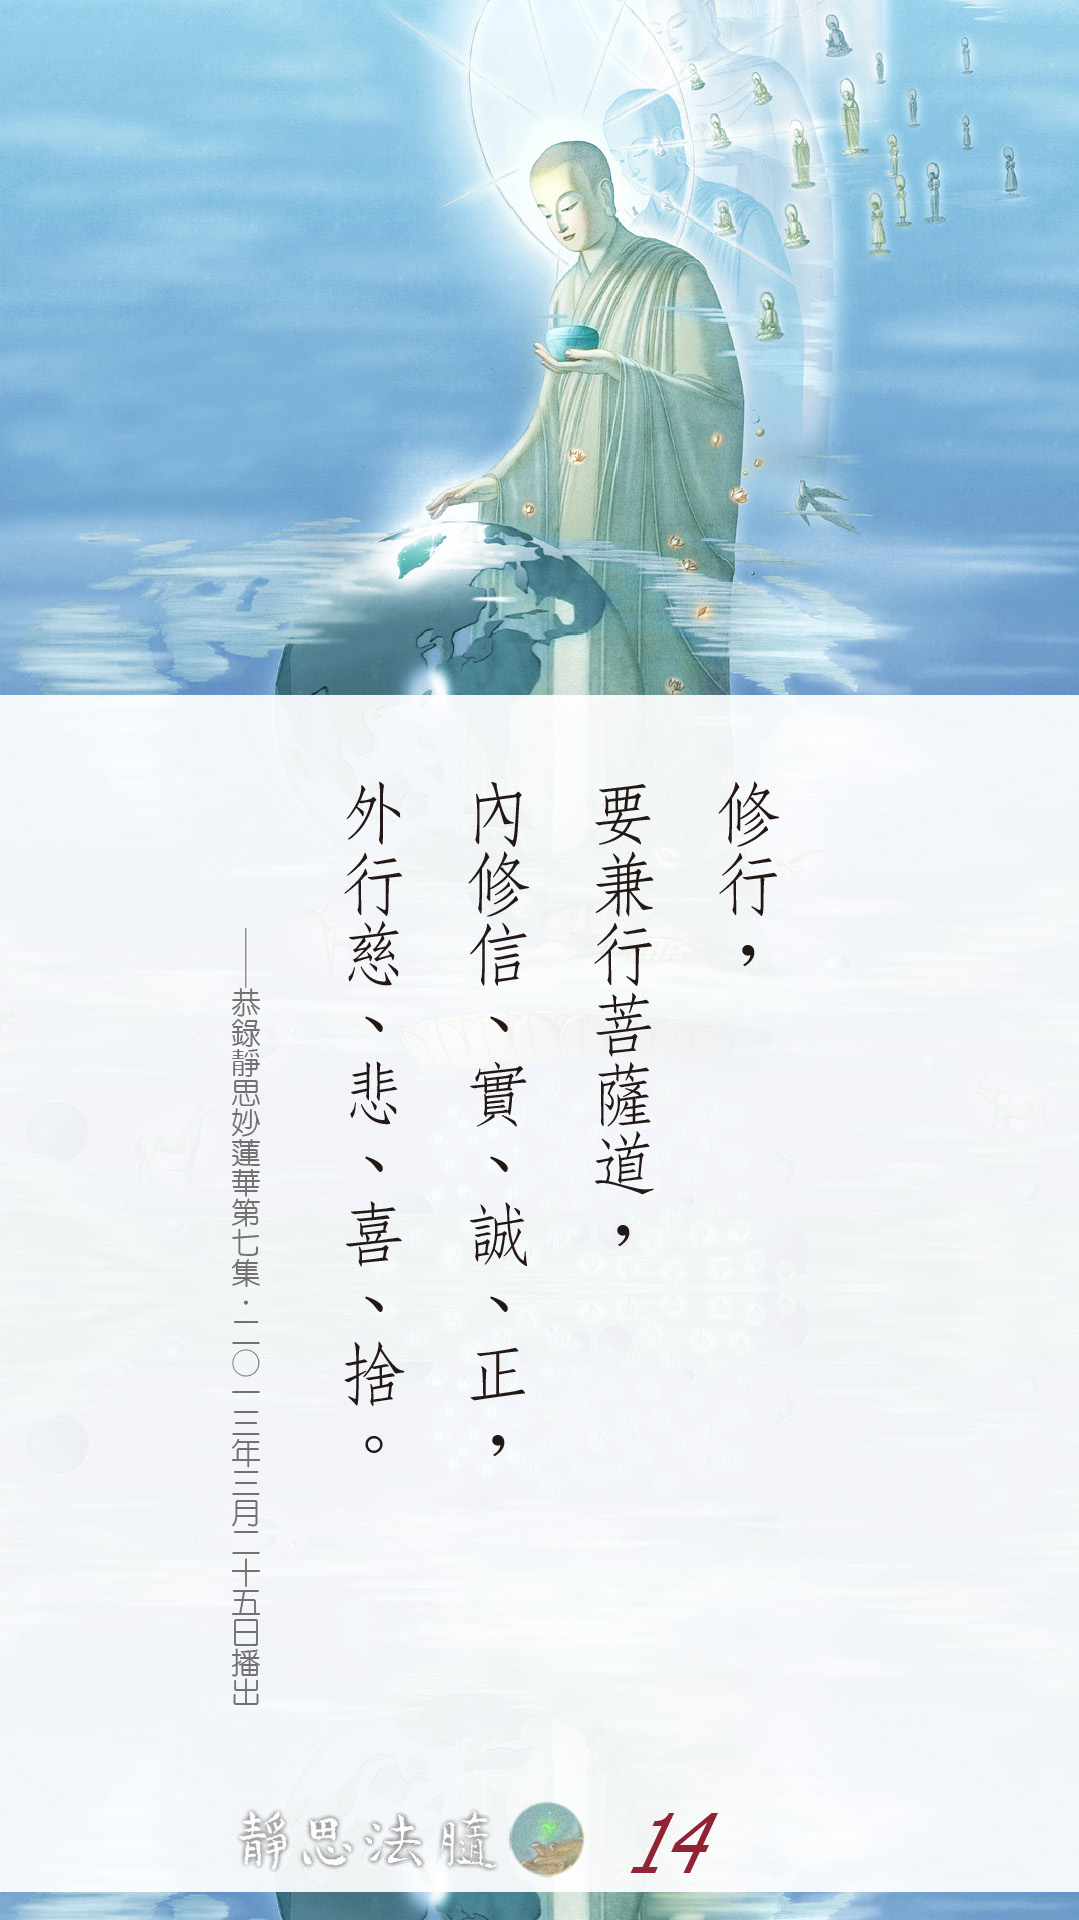 修行，
要兼行菩薩道，
內修信、實、誠、正，
外行慈、悲、喜、捨。
——恭錄靜思妙蓮華第七集．二〇一三年三月二十五日播出
靜思法髓
14